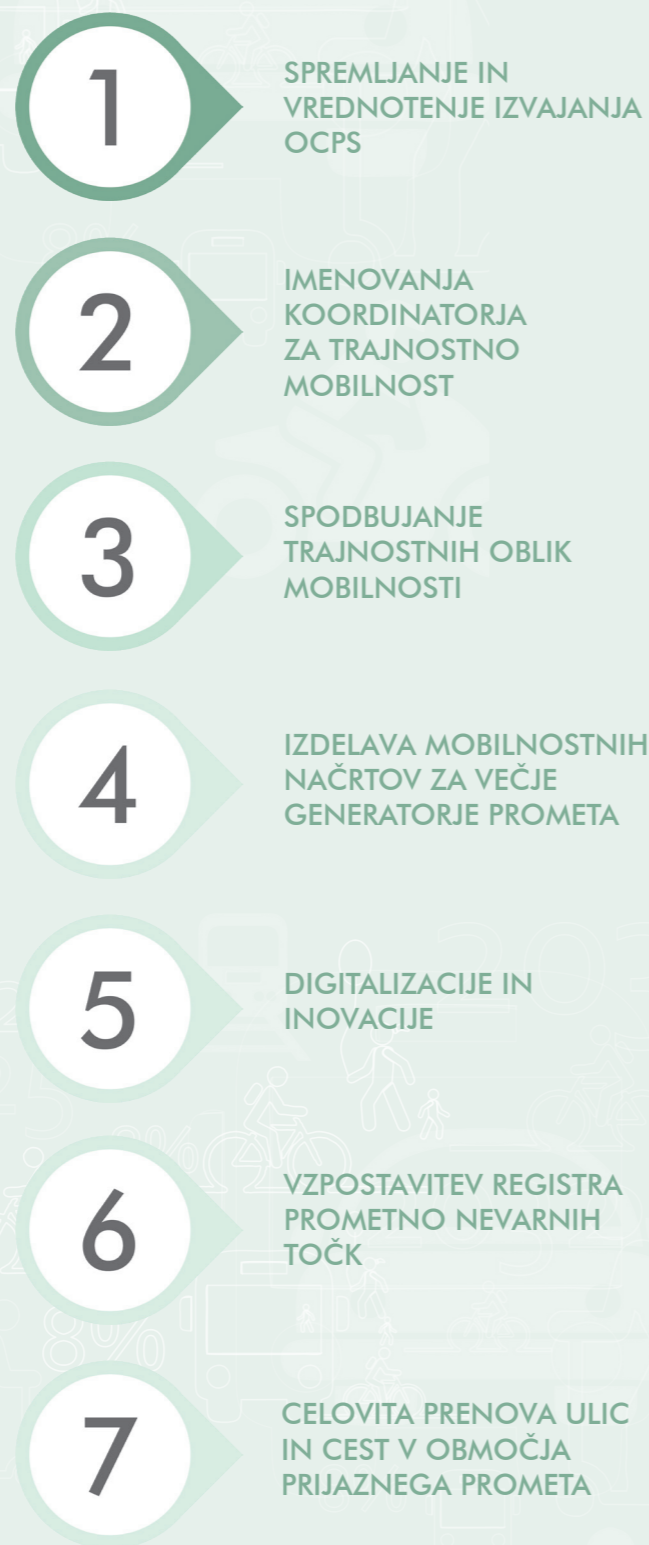 1
SPREMLJANJE IN
VREDNOTENJE IZVAJANJA
OCPS
2
IMENOVANJA
KOORDINATORJA
ZA TRAJNOSTNO
MOBILNOST
3
SPODBUJANJE
TRAJNOSTNIH OBLIK
MOBILNOSTI
4
IZDELAVA MOBILNOSTNIH
NAČRTOV ZA VEČJE
GENERATORJE PROMETA
5
DIGITALIZACIJE IN
INOVACIJE
6
VZPOSTAVITEV REGISTRA
PROMETNO NEVARNIH
TOČK
8%
7
CELOVITA PRENOVA ULIC
IN CEST V OBMOČJA
PRIJAZNEGA PROMETA